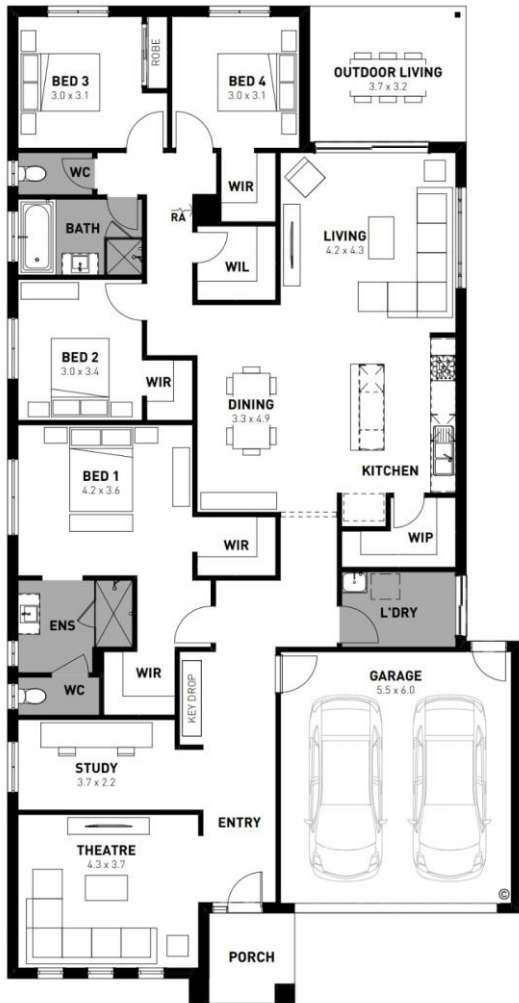 BED 3
3.0 x 3.1
ROBE
BED 4
3.0 x 3.1
OUTDOOR LIVING
3.7 x 3.2
WC
WIR
RA
BATH
LIVING
4.2 x 4.3
WIL
BED 2
3.0 x 3.4
WIR
DINING
3.3 x 4.9
KITCHEN
BED 1
4.2 x 3.6
WIR
WIP
ENS
L'DRY
WIR
WC
KEY DROP
GARAGE
5.5 x 6.0
STUDY
3.7 x 2.2
ENTRY
THEATRE
4.3 x 3.7
©
PORCH